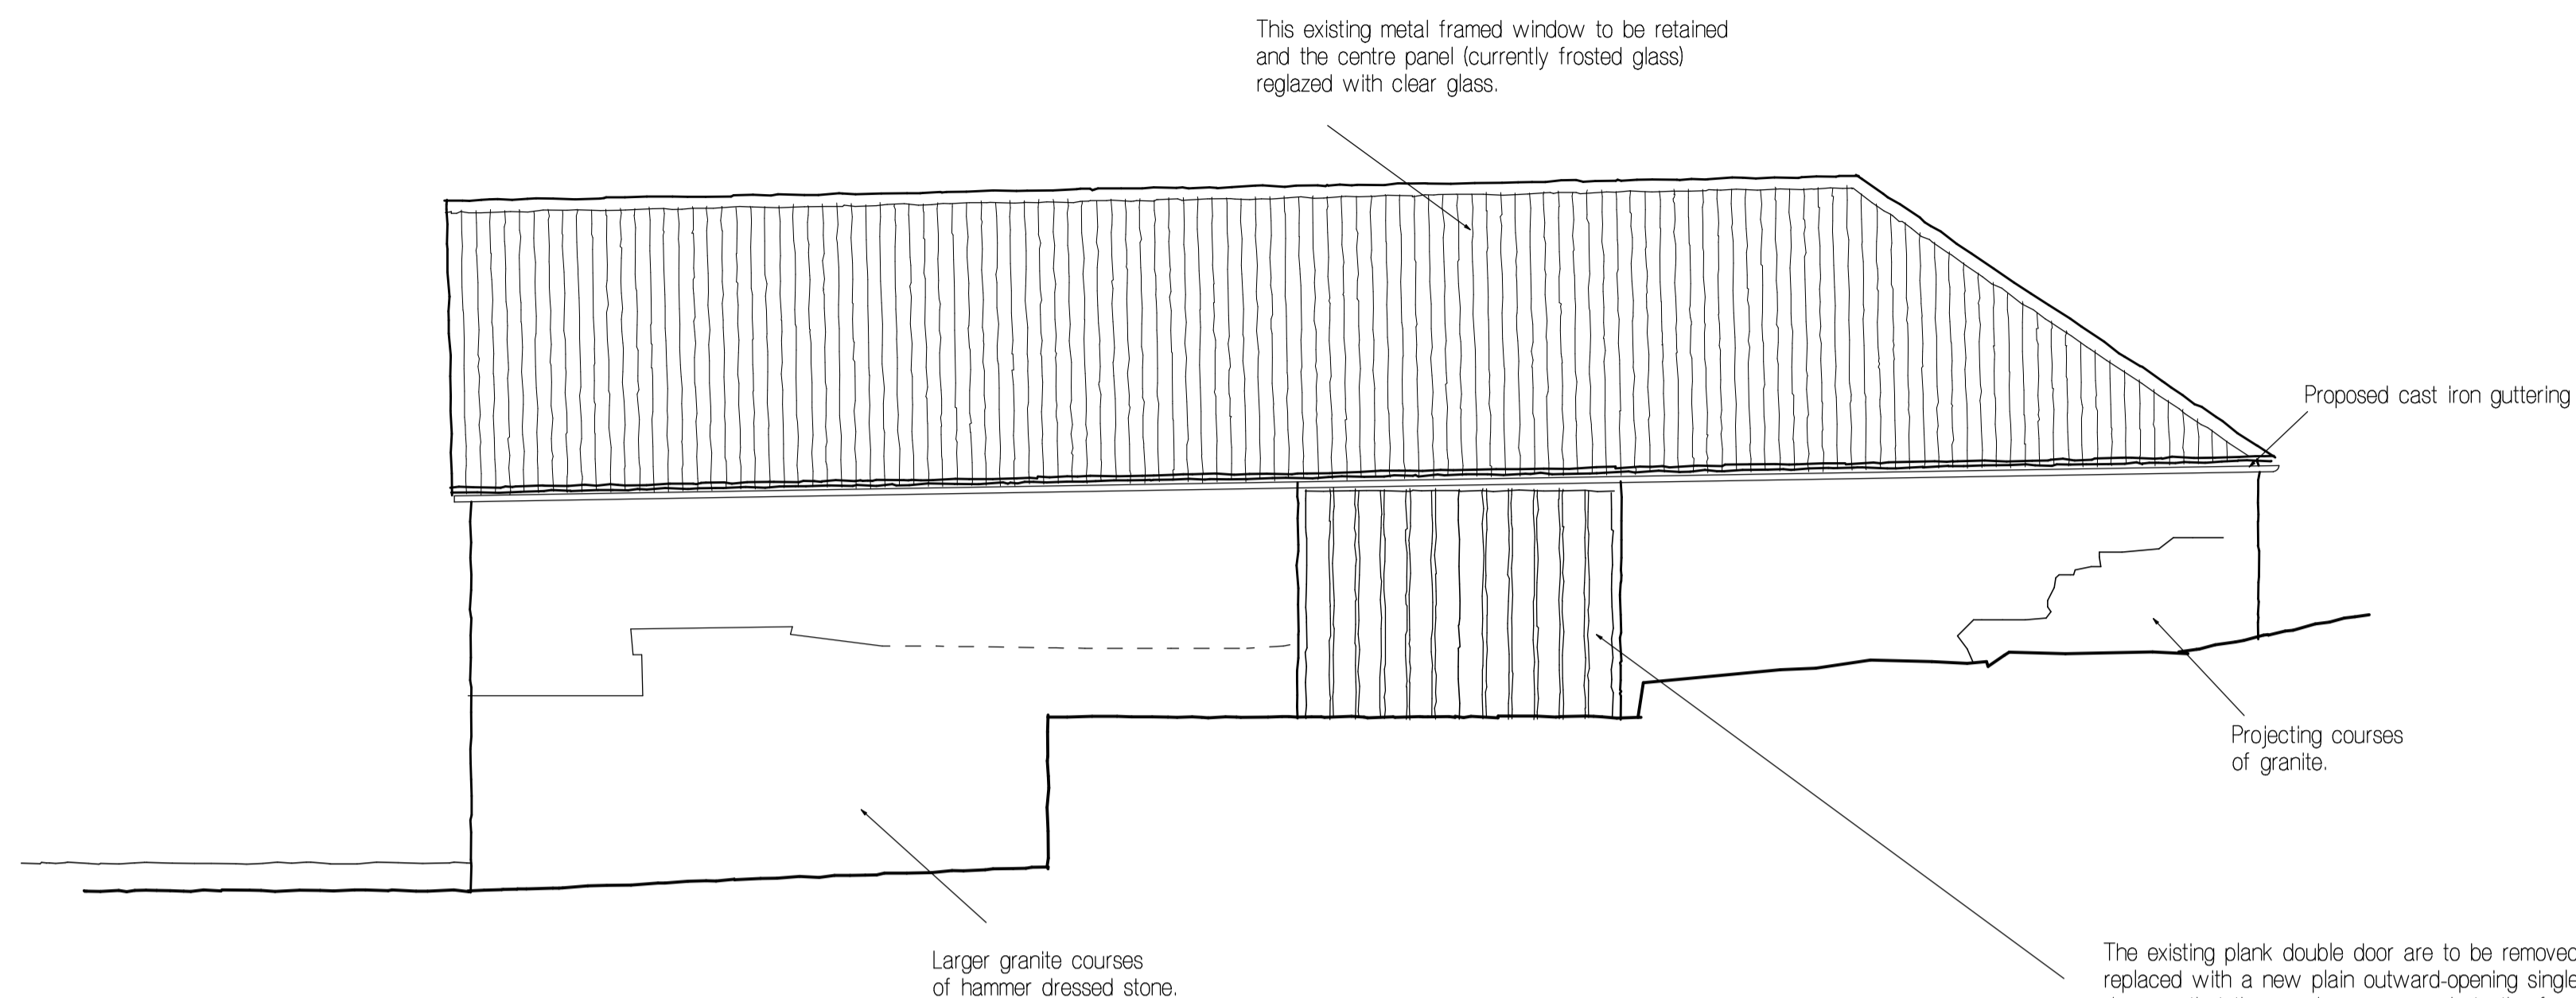 This existing metal framed window to be retained
and the centre panel (currently frosted glass)
reglazed with clear glass.
Proposed cast iron guttering
Projecting courses
of granite.
Larger granite courses
of hammer dressed stone.
The existing plank double door are to be removed
replaced with a new plain outward-opening single